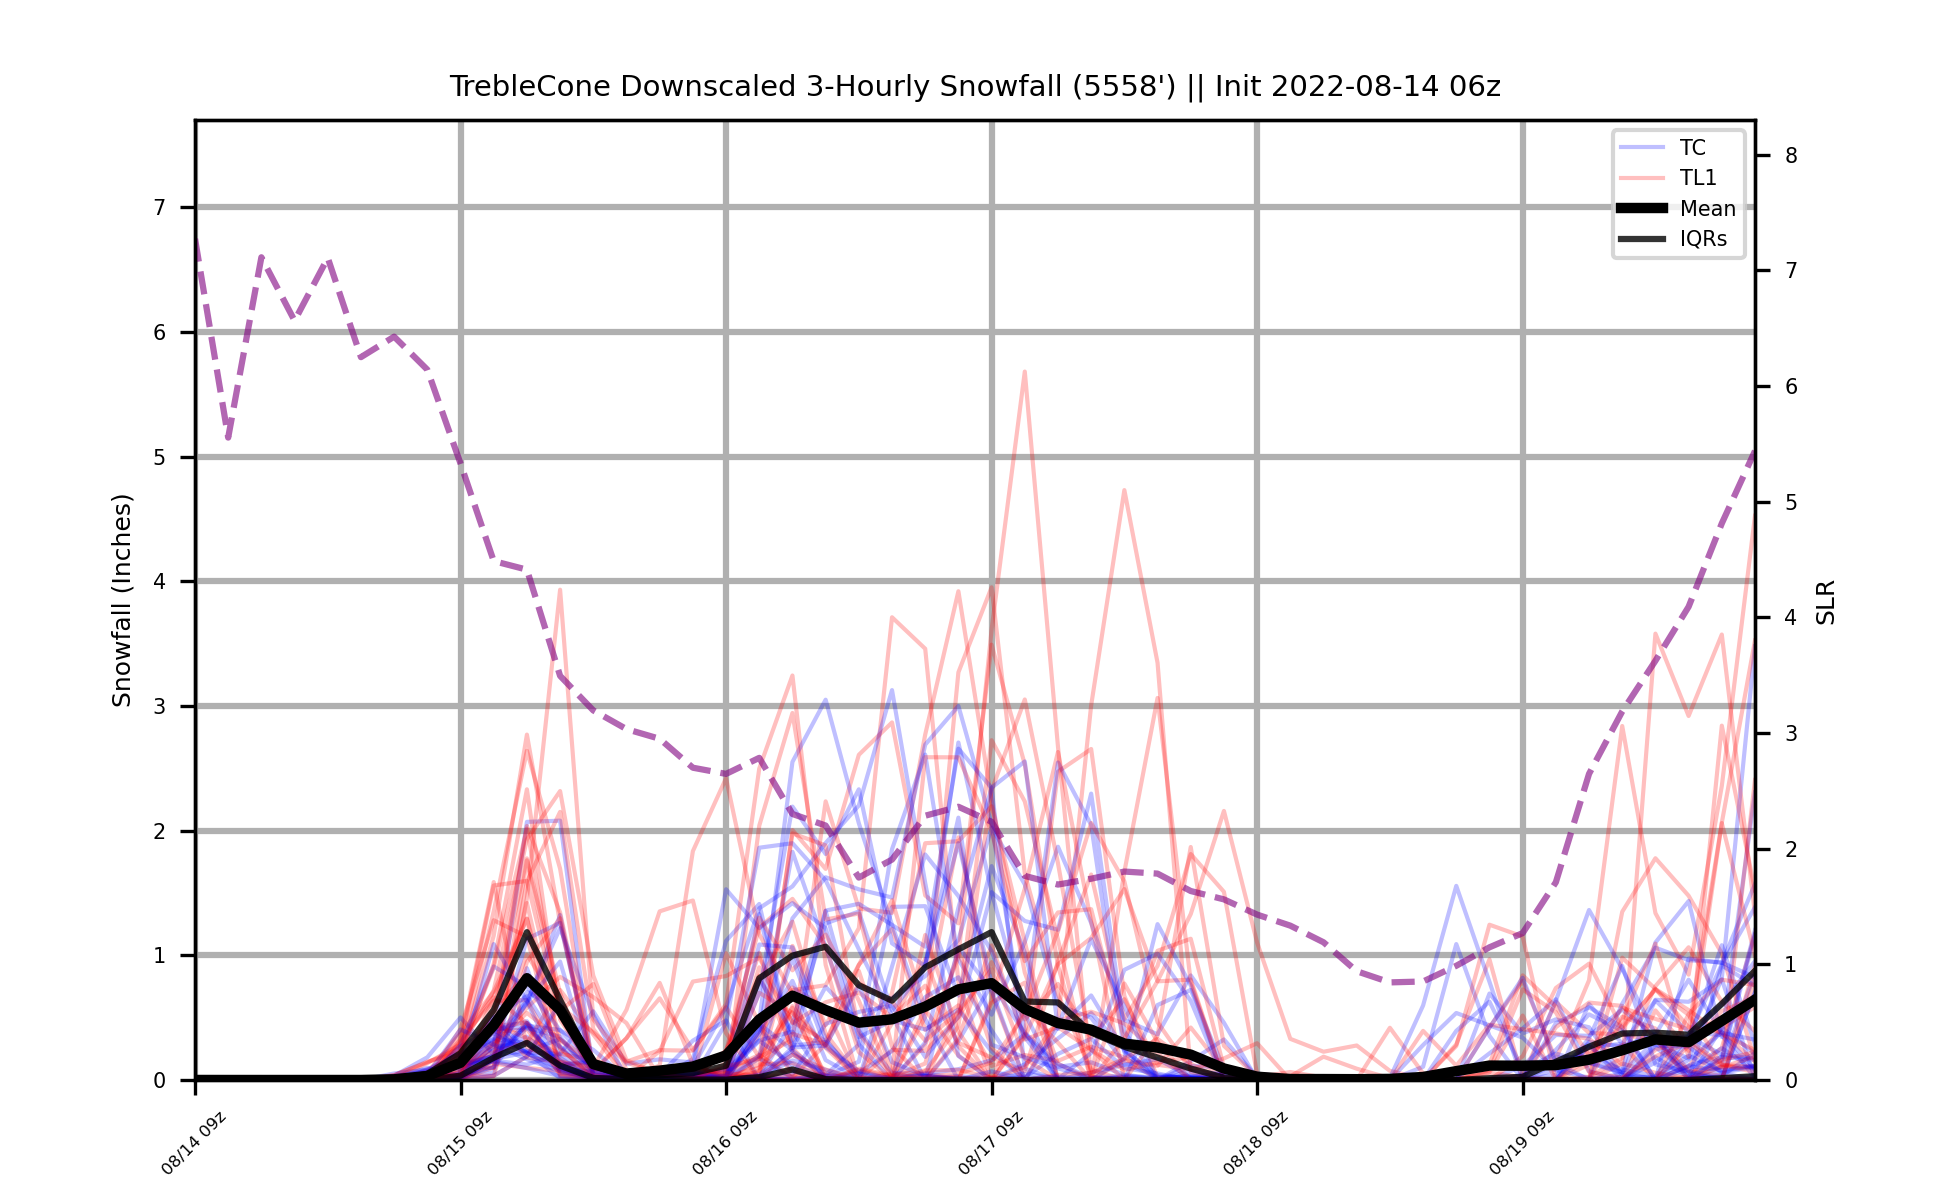 TrebleCone Downscaled 3-Hourly Snowfall (5558') || Init 2022-08-14 06z
TC
TL1
Mean
IQRs
Snowfall (Inches)
7
6
5
4
3
2
1
0
8
7
6
5
4
3
2
1
0
SLR
08/14 09z
08/15 09z
08/16 09z
08/17 09z
08/18 09z
08/19 09z